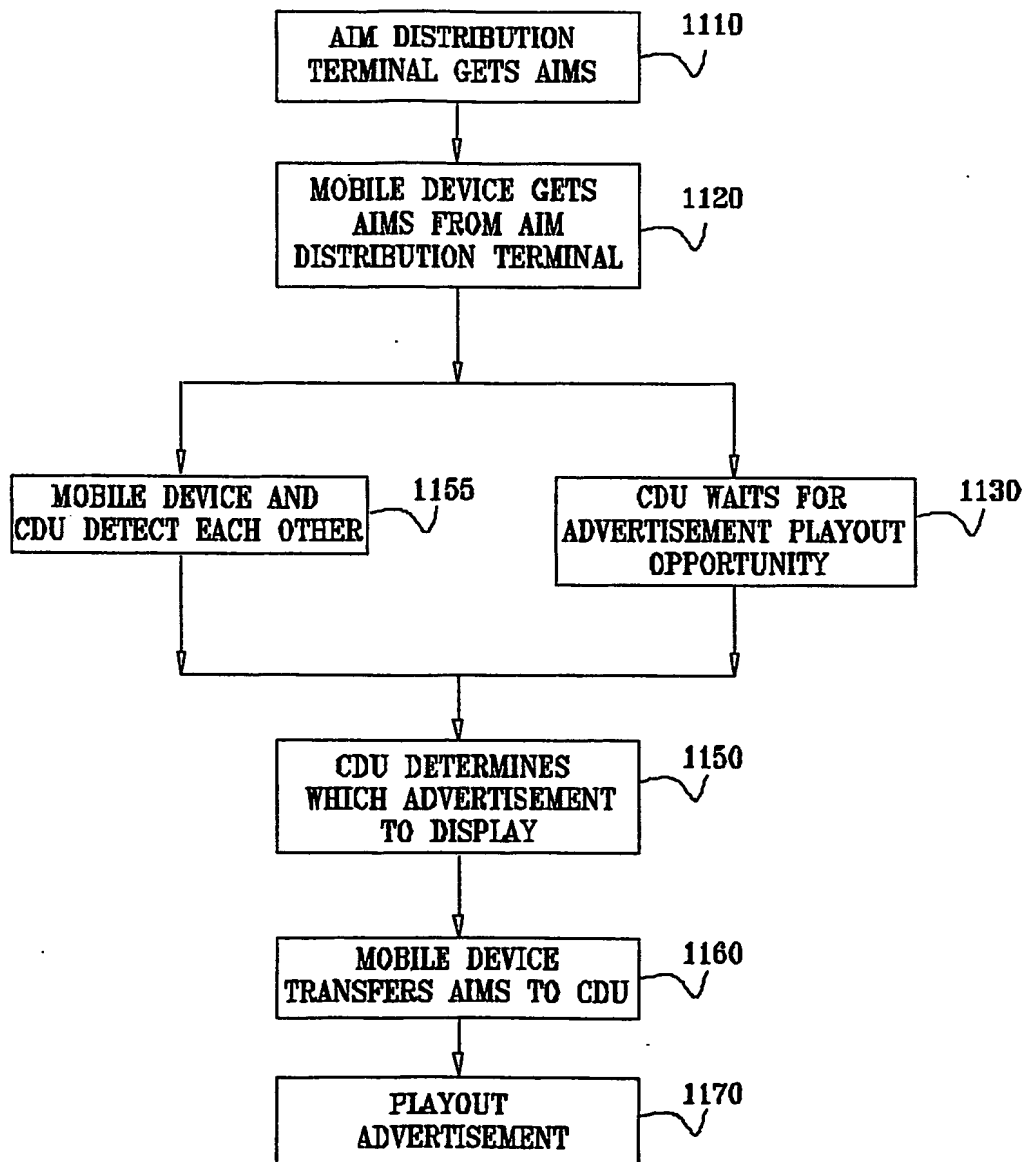 AIM DISTRIBUTION
TERMINAL GETS AIMS
1110
MOBILE DEVICE GETS
AIMS FROM AIM
DISTRIBUTION TERMINAL
1120
MOBILE DEVICE AND
CDU DETECT EACH OTHER
1155
CDU WAITS FOR
ADVERTISEMENT PLAYOUT
OPPORTUNITY
1130
CDU DETERMINES
WHICH ADVERTISEMENT
TO DISPLAY
1150
MOBILE DEVICE
TRANSFERS AIMS TO CDU
1160
PLAYOUT
ADVERTISEMENT
1170